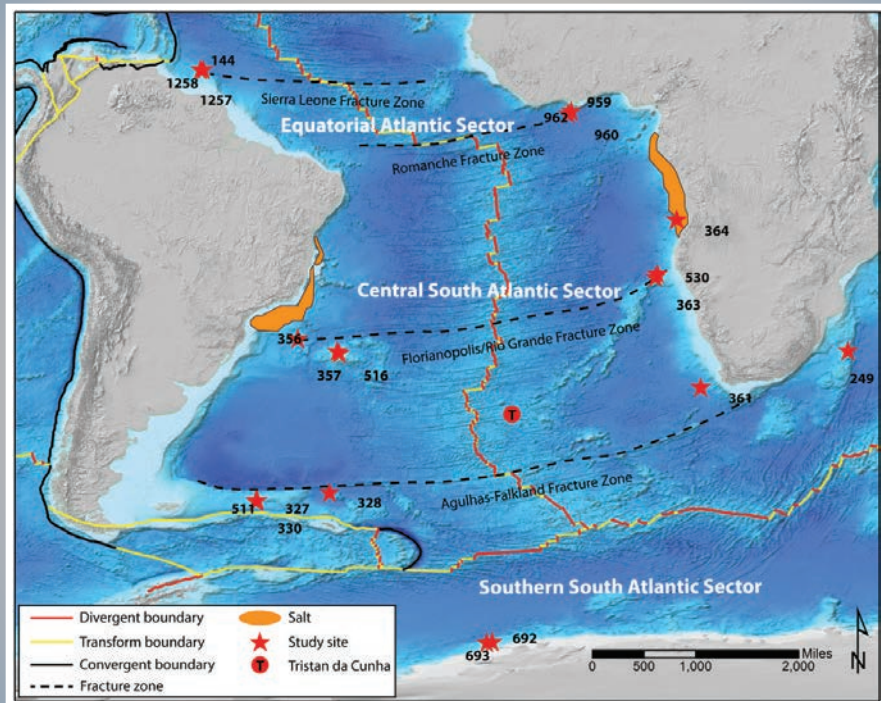 144
1258
1257
Sierra Leone Fracture Zone
Equatorial Atlantic Sector
959
962
960
Romanche Fracture Zone
364
Central South Atlantic Sector
530
363
356
Florianopolis/Rio Grande Fracture Zone
357 516
249
361
T
Agulhas-Falkland Fracture Zone
511 327 328
330
Southern South Atlantic Sector
692
693
Divergent boundary
Transform boundary
Convergent boundary
Fracture zone
Salt
Study site
T Tristan da Cunha
Miles
0 500 1,000 2,000
N